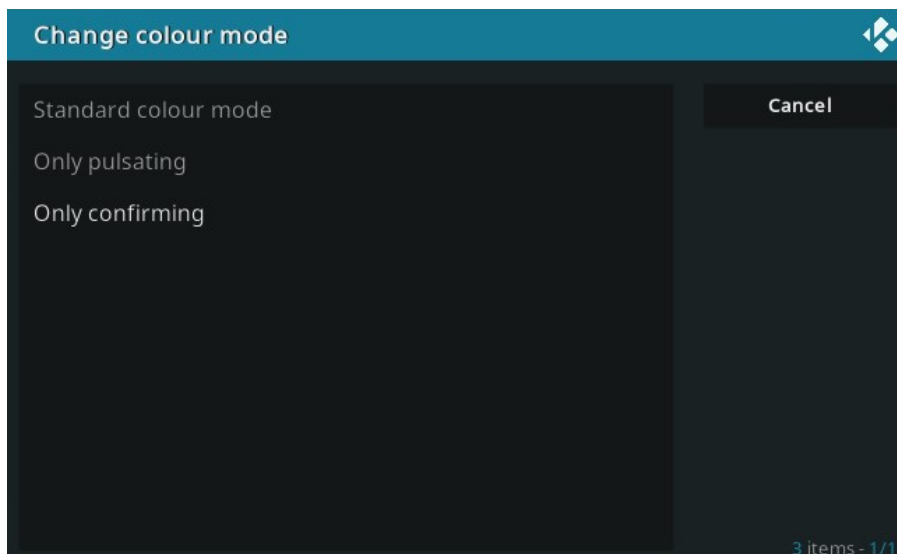 Change colour mode
Standard colour mode
Only pulsating
Only confirming
Cancel
3 items - 1/1